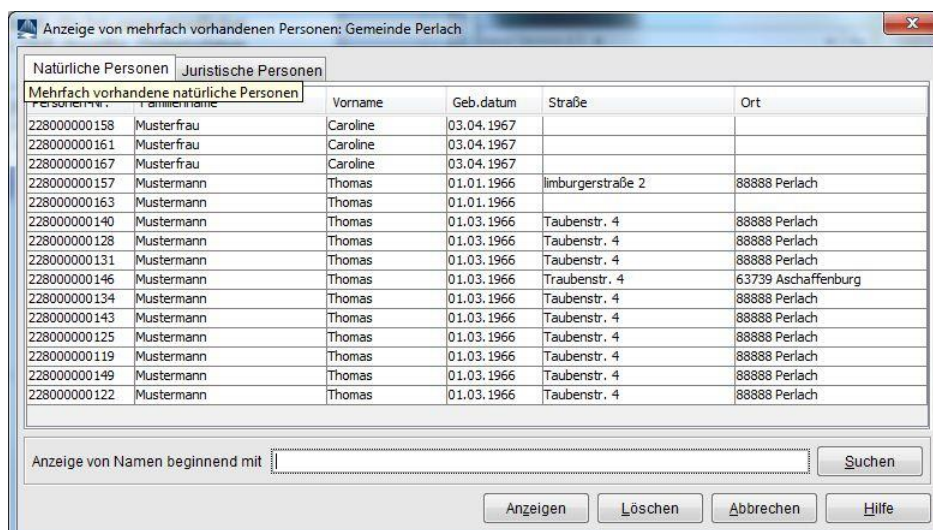 Anzeige von mehrfach vorhandenen Personen: Gemeinde Perlach
Natürliche Personen Juristische Personen
Mehrfach vorhandene natürliche Personen
Vorname Geb.datum Straße Ort
228000000158 Musterfrau Caroline 03.04.1967
228000000161 Musterfrau Caroline 03.04.1967
228000000167 Musterfrau Caroline 03.04.1967
228000000157 Mustermann Thomas 01.01.1966 limburgerstraße 2 88888 Perlach
228000000163 Mustermann Thomas 01.01.1966
228000000140 Mustermann Thomas 01.03.1966 Taubenstr. 4 88888 Perlach
228000000128 Mustermann Thomas 01.03.1966 Taubenstr. 4 88888 Perlach
228000000131 Mustermann Thomas 01.03.1966 Taubenstr. 4 88888 Perlach
228000000146 Mustermann Thomas 01.03.1966 Traubenstr. 4 63739 Aschaffenburg
228000000134 Mustermann Thomas 01.03.1966 Taubenstr. 4 88888 Perlach
228000000143 Mustermann Thomas 01.03.1966 Taubenstr. 4 88888 Perlach
228000000125 Mustermann Thomas 01.03.1966 Taubenstr. 4 88888 Perlach
228000000119 Mustermann Thomas 01.03.1966 Taubenstr. 4 88888 Perlach
228000000149 Mustermann Thomas 01.03.1966 Taubenstr. 4 88888 Perlach
228000000122 Mustermann Thomas 01.03.1966 Taubenstr. 4 88888 Perlach
Anzeige von Namen beginnend mit Suchen
Anzeigen Löschen Abbrechen Hilfe